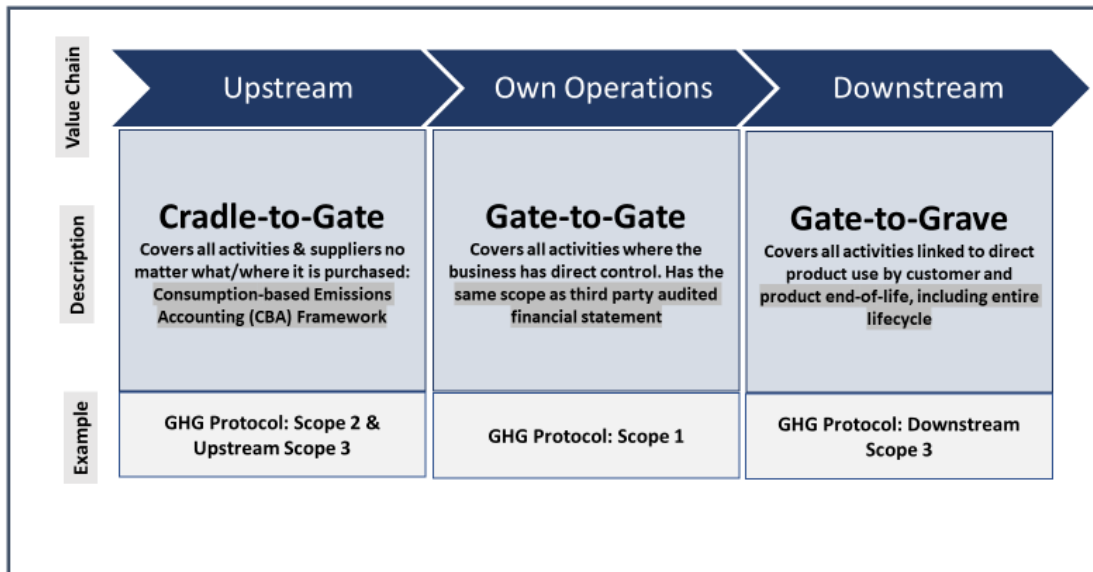 Value Chain
Upstream
Own Operations
Downstream
Description
Cradle-to-Gate
Covers all activities & suppliers no
matter what/where it is purchased:
Consumption-based Emissions
Accounting (CBA) Framework
Gate-to-Gate
Covers all activities where the
business has direct control. Has the
same scope as third party audited
financial statement
Gate-to-Grave
Covers all activities linked to direct
product use by customer and
product end-of-life, including entire
lifecycle
Example
GHG Protocol: Scope 2 &
Upstream Scope 3
GHG Protocol: Scope 1
GHG Protocol: Downstream
Scope 3